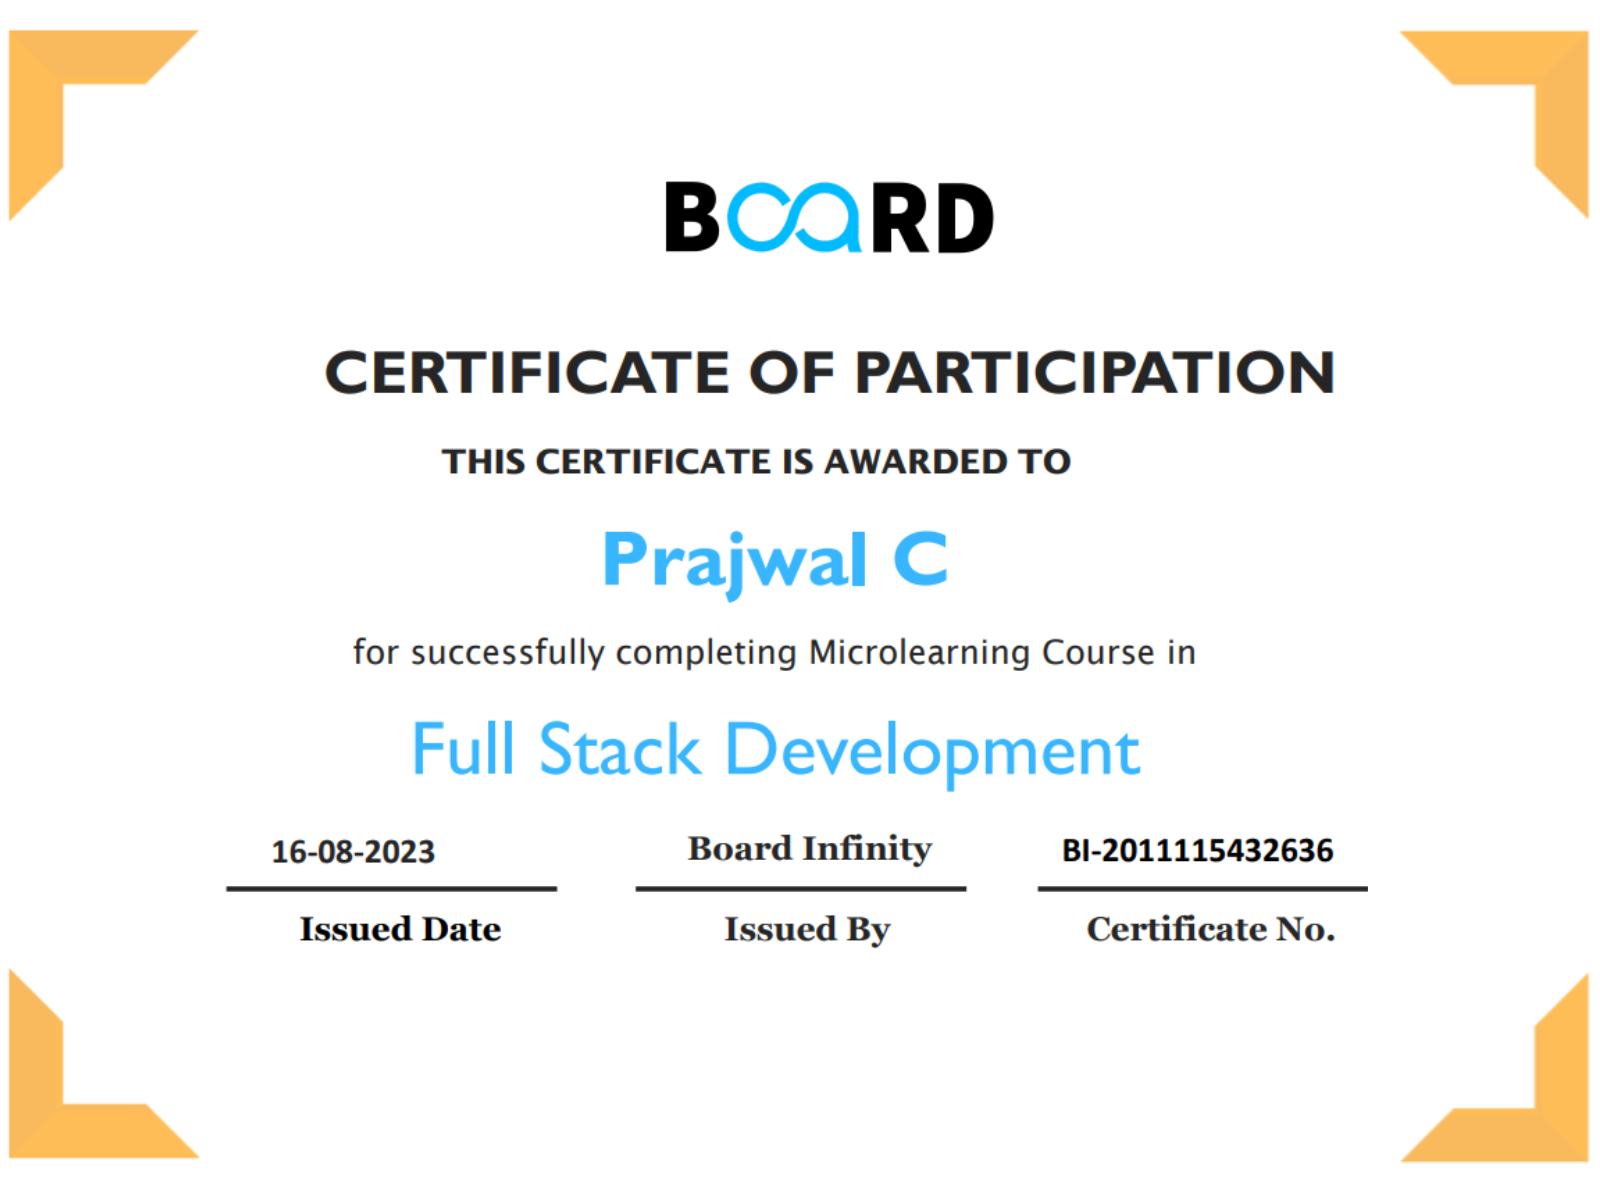 BOARD
CERTIFICATE OF PARTICIPATION
THIS CERTIFICATE IS AWARDED TO
Prajwal C
for successfully completing Microlearning Course in
Full Stack Development
16-08-2023 Board Infinity BI-2011115432636
Issued Date Issued By Certificate No.